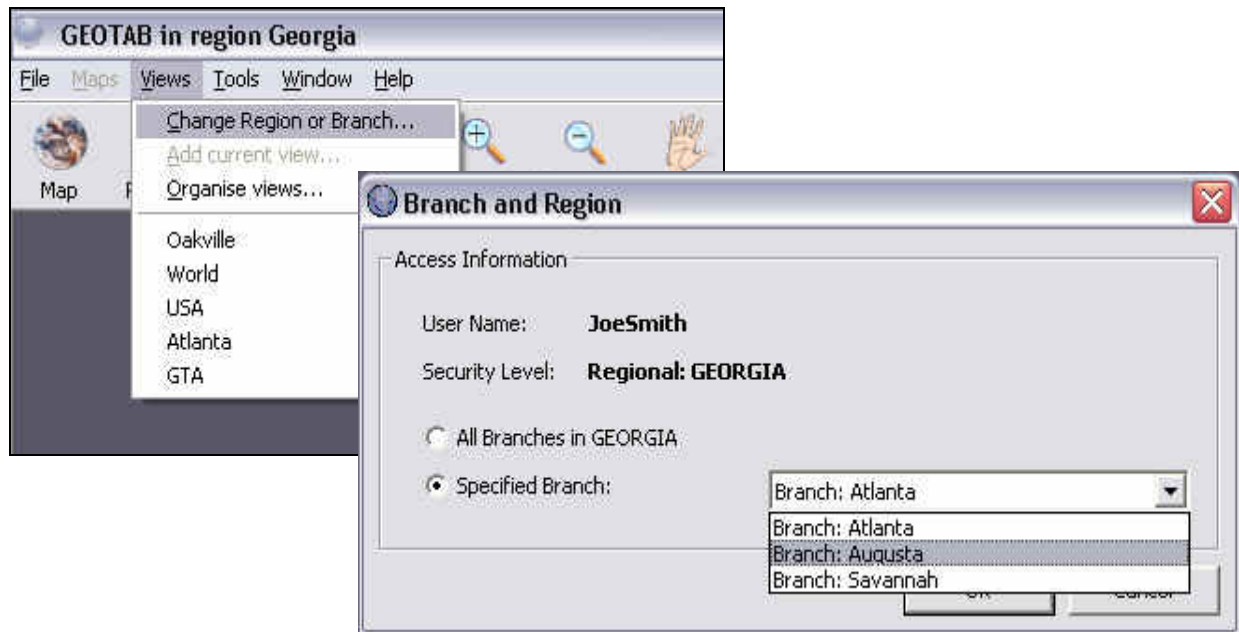 GEOTAB in region Georgia
File Maps Views Tools Window Help
Change Region or Branch...
Add current view...
Organise views...
Map
Oakville
World
USA
Atlanta
GTA
Branch and Region
Access Information
User Name: JoeSmith
Security Level: Regional: GEORGIA
All Branches in GEORGIA
Specified Branch: Branch: Atlanta
Branch: Atlanta
Branch: Augusta
Branch: Savannah